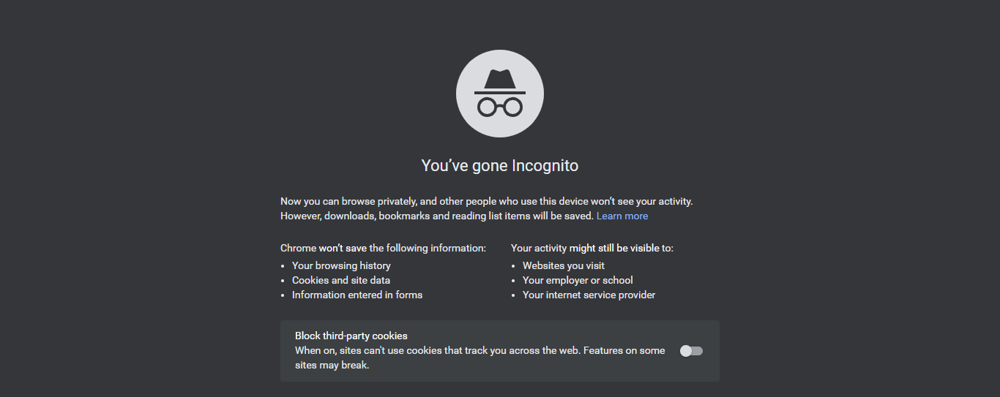 You’ve gone Incognito
Now you can browse privately, and other people who use this device won’t see your activity.
However, downloads, bookmarks and reading list items will be saved. Learn more
Chrome won’t save the following information:
• Your browsing history
• Cookies and site data
• Information entered in forms
Your activity might still be visible to:
• Websites you visit
• Your employer or school
• Your internet service provider
Block third-party cookies
When on, sites can't use cookies that track you across the web. Features on some
sites may break.